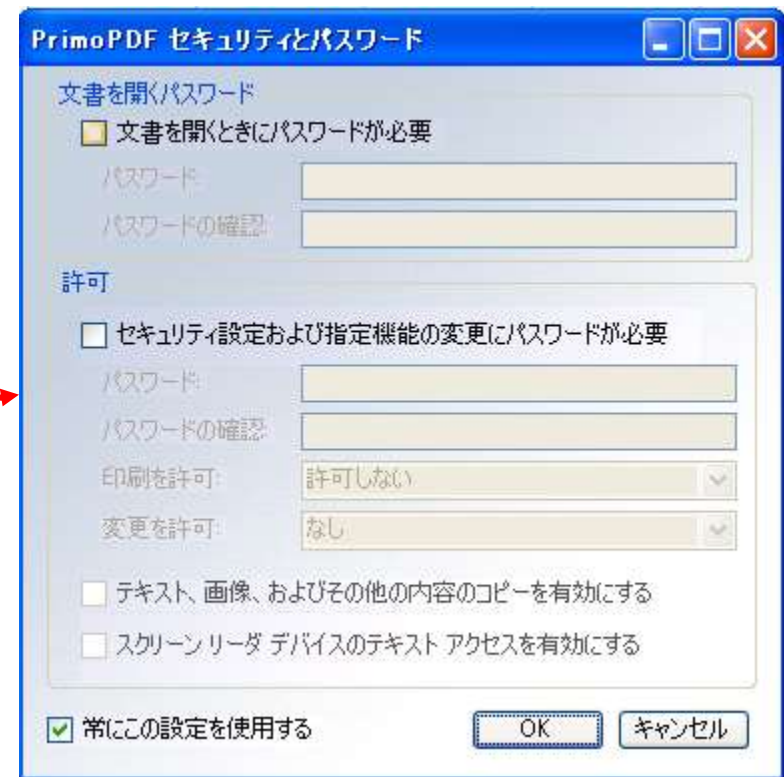 PrimoPDF セキュリティとパスワード
文書を開くパスワード
文書を開くときにパスワードが必要
パスワード:
パスワードの確認:
許可
セキュリティ設定および指定機能の変更にパスワードが必要
パスワード:
パスワードの確認:
印刷を許可: 許可しない
変更を許可: なし
テキスト、画像、およびその他の内容のコピーを有効にする
スクリーン リーダ デバイスのテキスト アクセスを有効にする
常にこの設定を使用する OK キャンセル